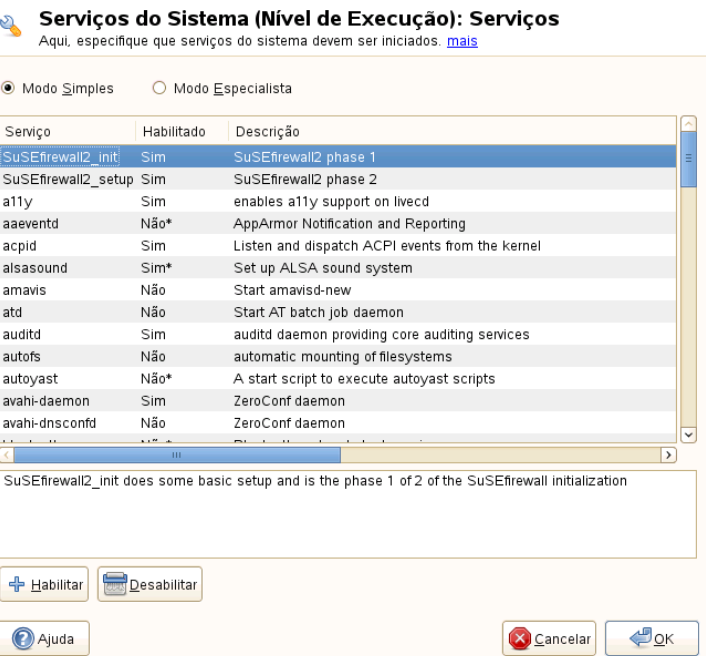 Serviços do Sistema (Nível de Execução): Serviços
Aqui, especifique que serviços do sistema devem ser iniciados. mais
Modo Simples Modo Especialista
Serviço Habilitado Descrição
SuSEfirewall2_init Sim SuSEfirewall2 phase 1
SuSEfirewall2_setup Sim SuSEfirewall2 phase 2
a11y Sim enables a11y support on livecd
aaeventd Não* AppArmor Notification and Reporting
acpid Sim Listen and dispatch ACPI events from the kernel
alsasound Sim* Set up ALSA sound system
amavis Não Start amavisd-new
atd Não Start AT batch job daemon
auditd Sim auditd daemon providing core auditing services
autofs Não automatic mounting of filesystems
autoyast Não* A start script to execute autoyast scripts
avahi-daemon Sim ZeroConf daemon
avahi-dnsconfd Não ZeroConf daemon
SuSEfirewall2_init does some basic setup and is the phase 1 of 2 of the SuSEfirewall initialization
Habilitar Desabilitar
Ajuda Cancelar OK